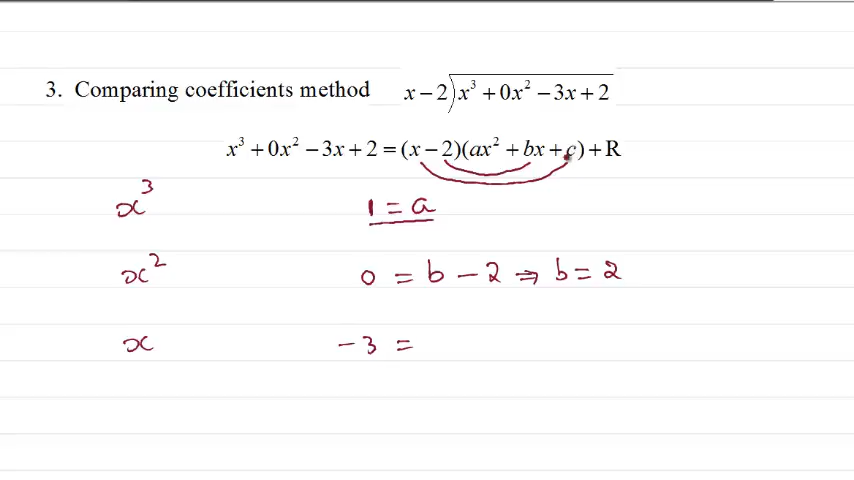 3. Comparing coefficients method x − 2)x³ + 0x² − 3x + 2
x³ + 0x² − 3x + 2 = (x − 2)(ax² + bx + c) + R
x³ 1 = a
x² 0 = b − 2 ⇒ b = 2
x − 3 =